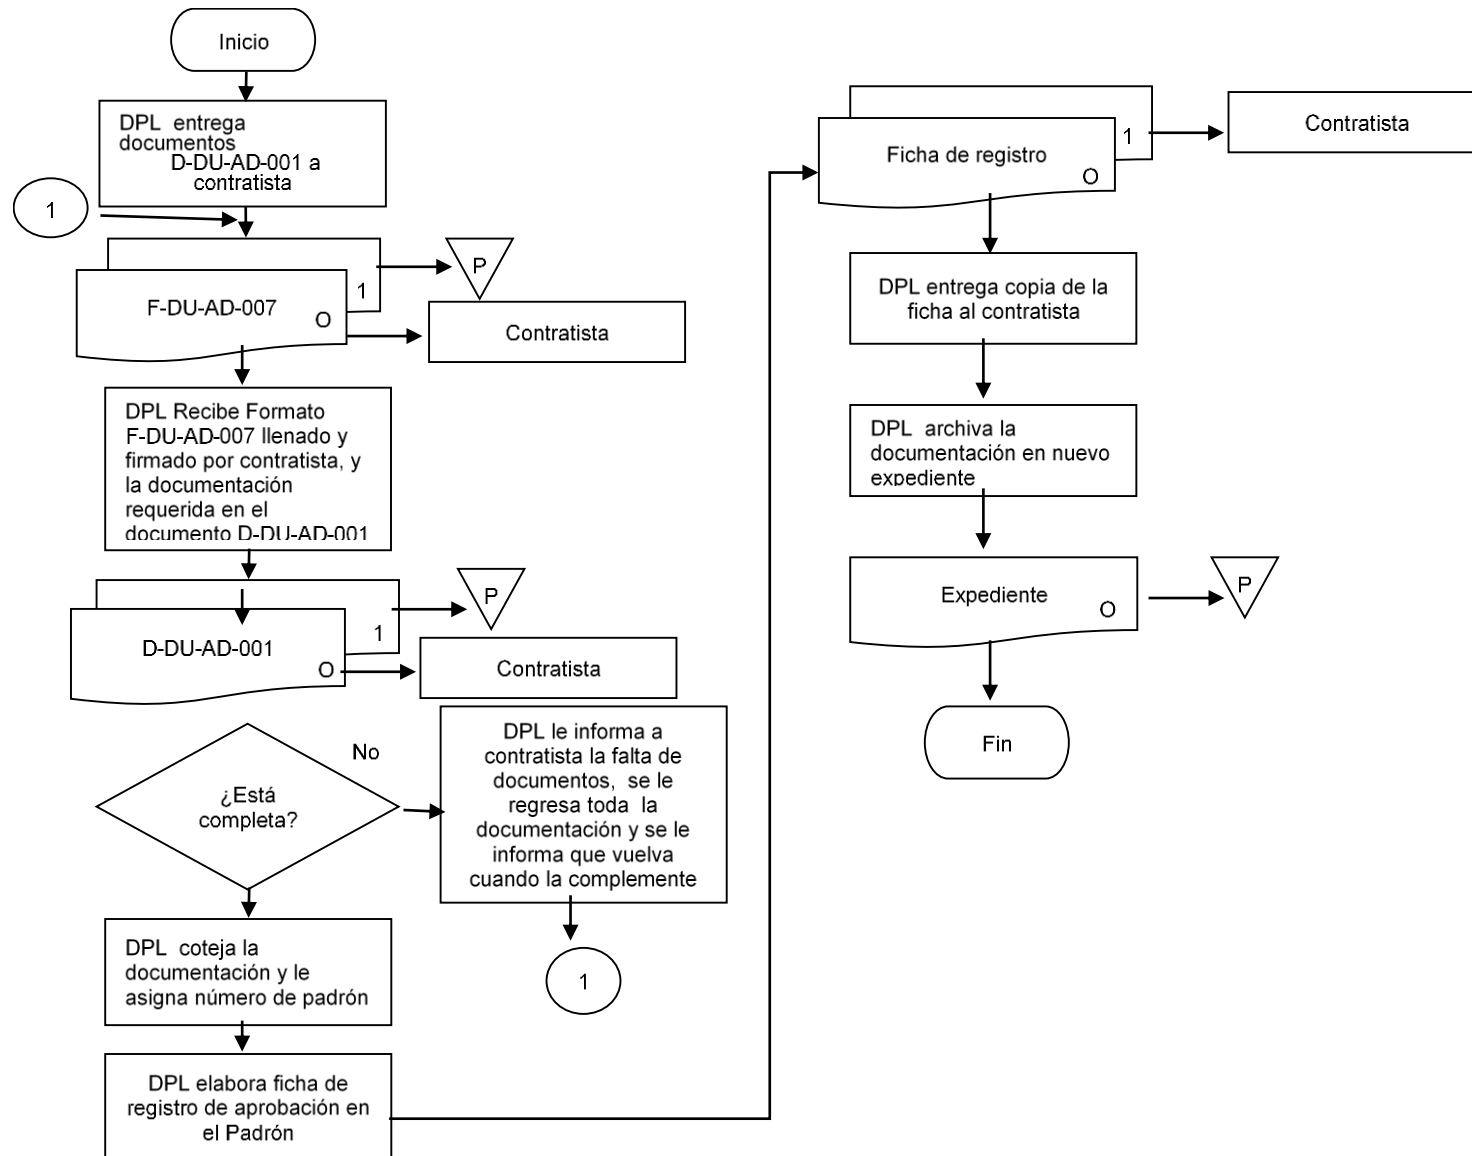 Inicio
DPL entrega
documentos
D-DU-AD-001 a
contratista
1
1
P
F-DU-AD-007
O
Contratista
DPL Recibe Formato
F-DU-AD-007 llenado y
firmado por contratista, y
la documentación
requerida en el
documento D-DU-AD-001
P
1
D-DU-AD-001
O
Contratista
¿Está
completa?
No
DPL le informa a
contratista la falta de
documentos, se le
regresa toda la
documentación y se le
informa que vuelva
cuando la complemente
1
DPL coteja la
documentación y le
asigna número de padrón
DPL elabora ficha de
registro de aprobación en
el Padrón
1
Ficha de registro
O
Contratista
DPL entrega copia de la
ficha al contratista
DPL archiva la
documentación en nuevo
expediente
Expediente
O
P
Fin